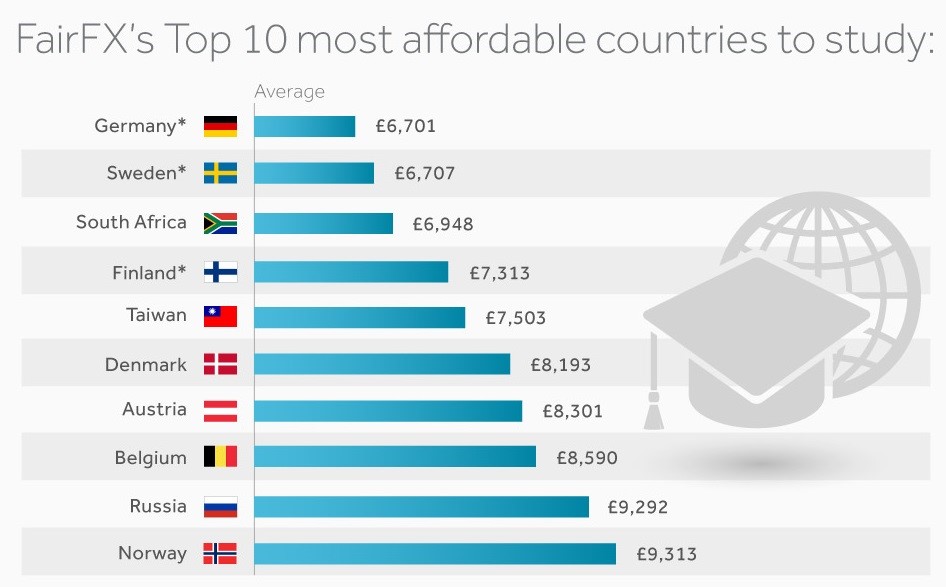 FairFX's Top 10 most affordable countries to study:
Average
Germany* £6,701
Sweden* £6,707
South Africa £6,948
Finland* £7,313
Taiwan £7,503
Denmark £8,193
Austria £8,301
Belgium £8,590
Russia £9,292
Norway £9,313